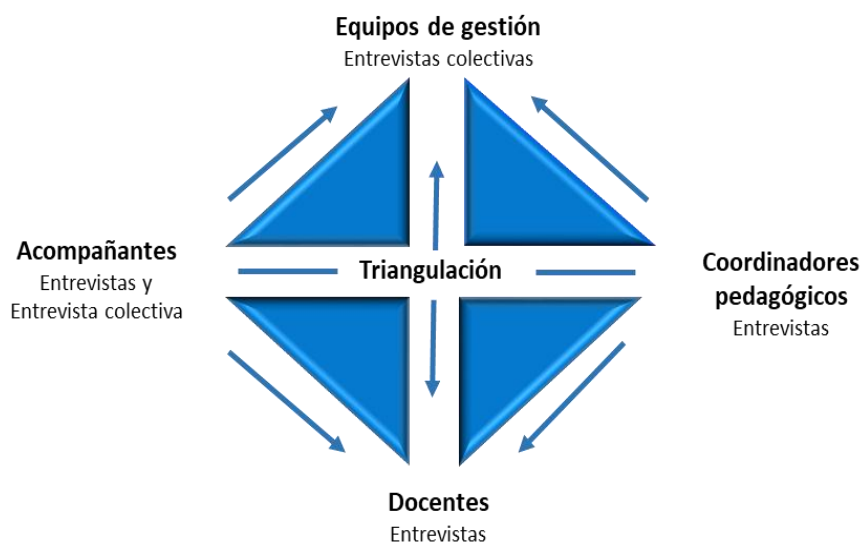 Equipos de gestión
Entrevistas colectivas
Acompañantes
Entrevistas y
Entrevista colectiva
Triangulación
Coordinadores
pedagógicos
Entrevistas
Docentes
Entrevistas